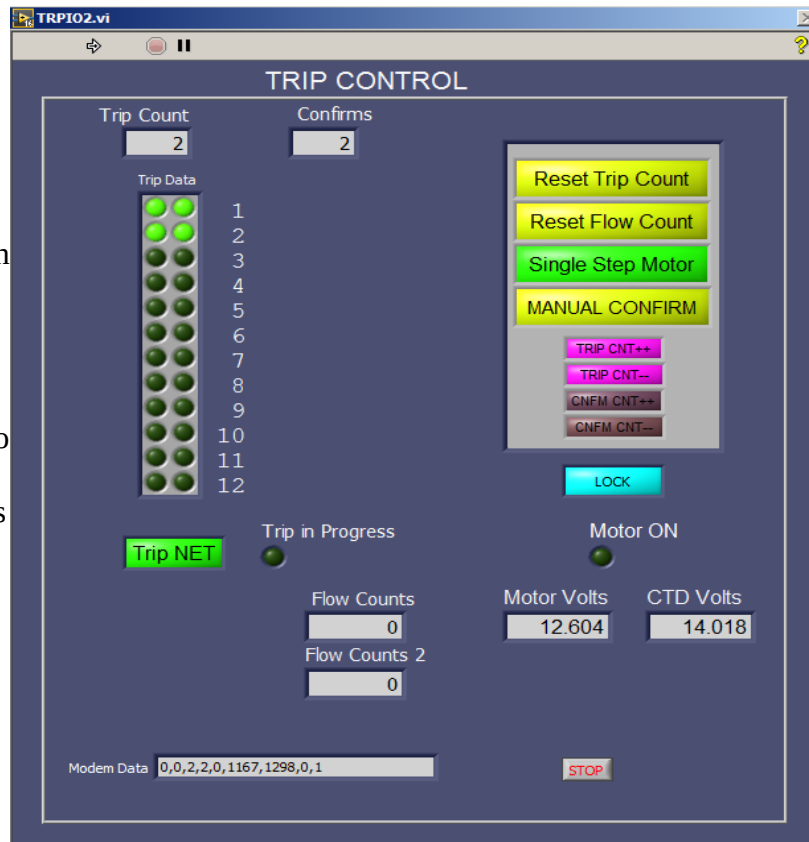 TRPIO2.vi
TRIP CONTROL
Trip Count
2
Confirms
2
Trip Data
1
2
3
4
5
6
7
8
9
10
11
12
Reset Trip Count
Reset Flow Count
Single Step Motor
MANUAL CONFIRM
TRIP CNT++
TRIP CNT--
CNFM CNT++
CNFM CNT--
LOCK
Trip NET
Trip in Progress
Motor ON
Flow Counts
0
Flow Counts 2
0
Motor Volts
12.604
CTD Volts
14.018
Modem Data 0,0,2,2,0,1167,1298,0,1
STOP